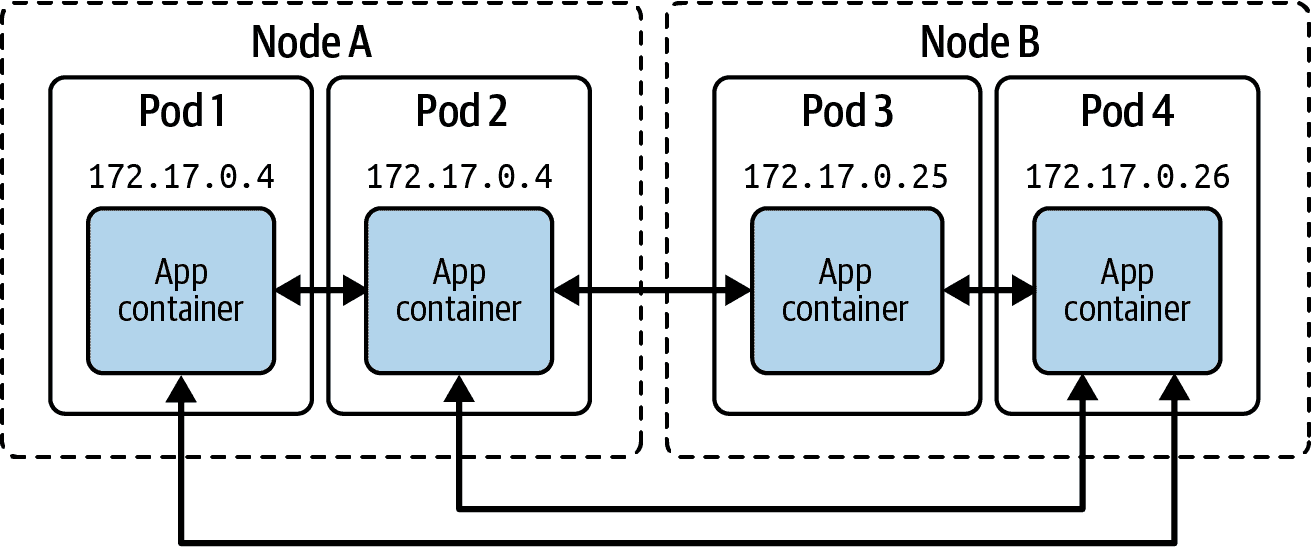 Node A
Node B
Pod 1
Pod 2
Pod 3
Pod 4
172.17.0.4
172.17.0.4
172.17.0.25
172.17.0.26
App
container
App
container
App
container
App
container